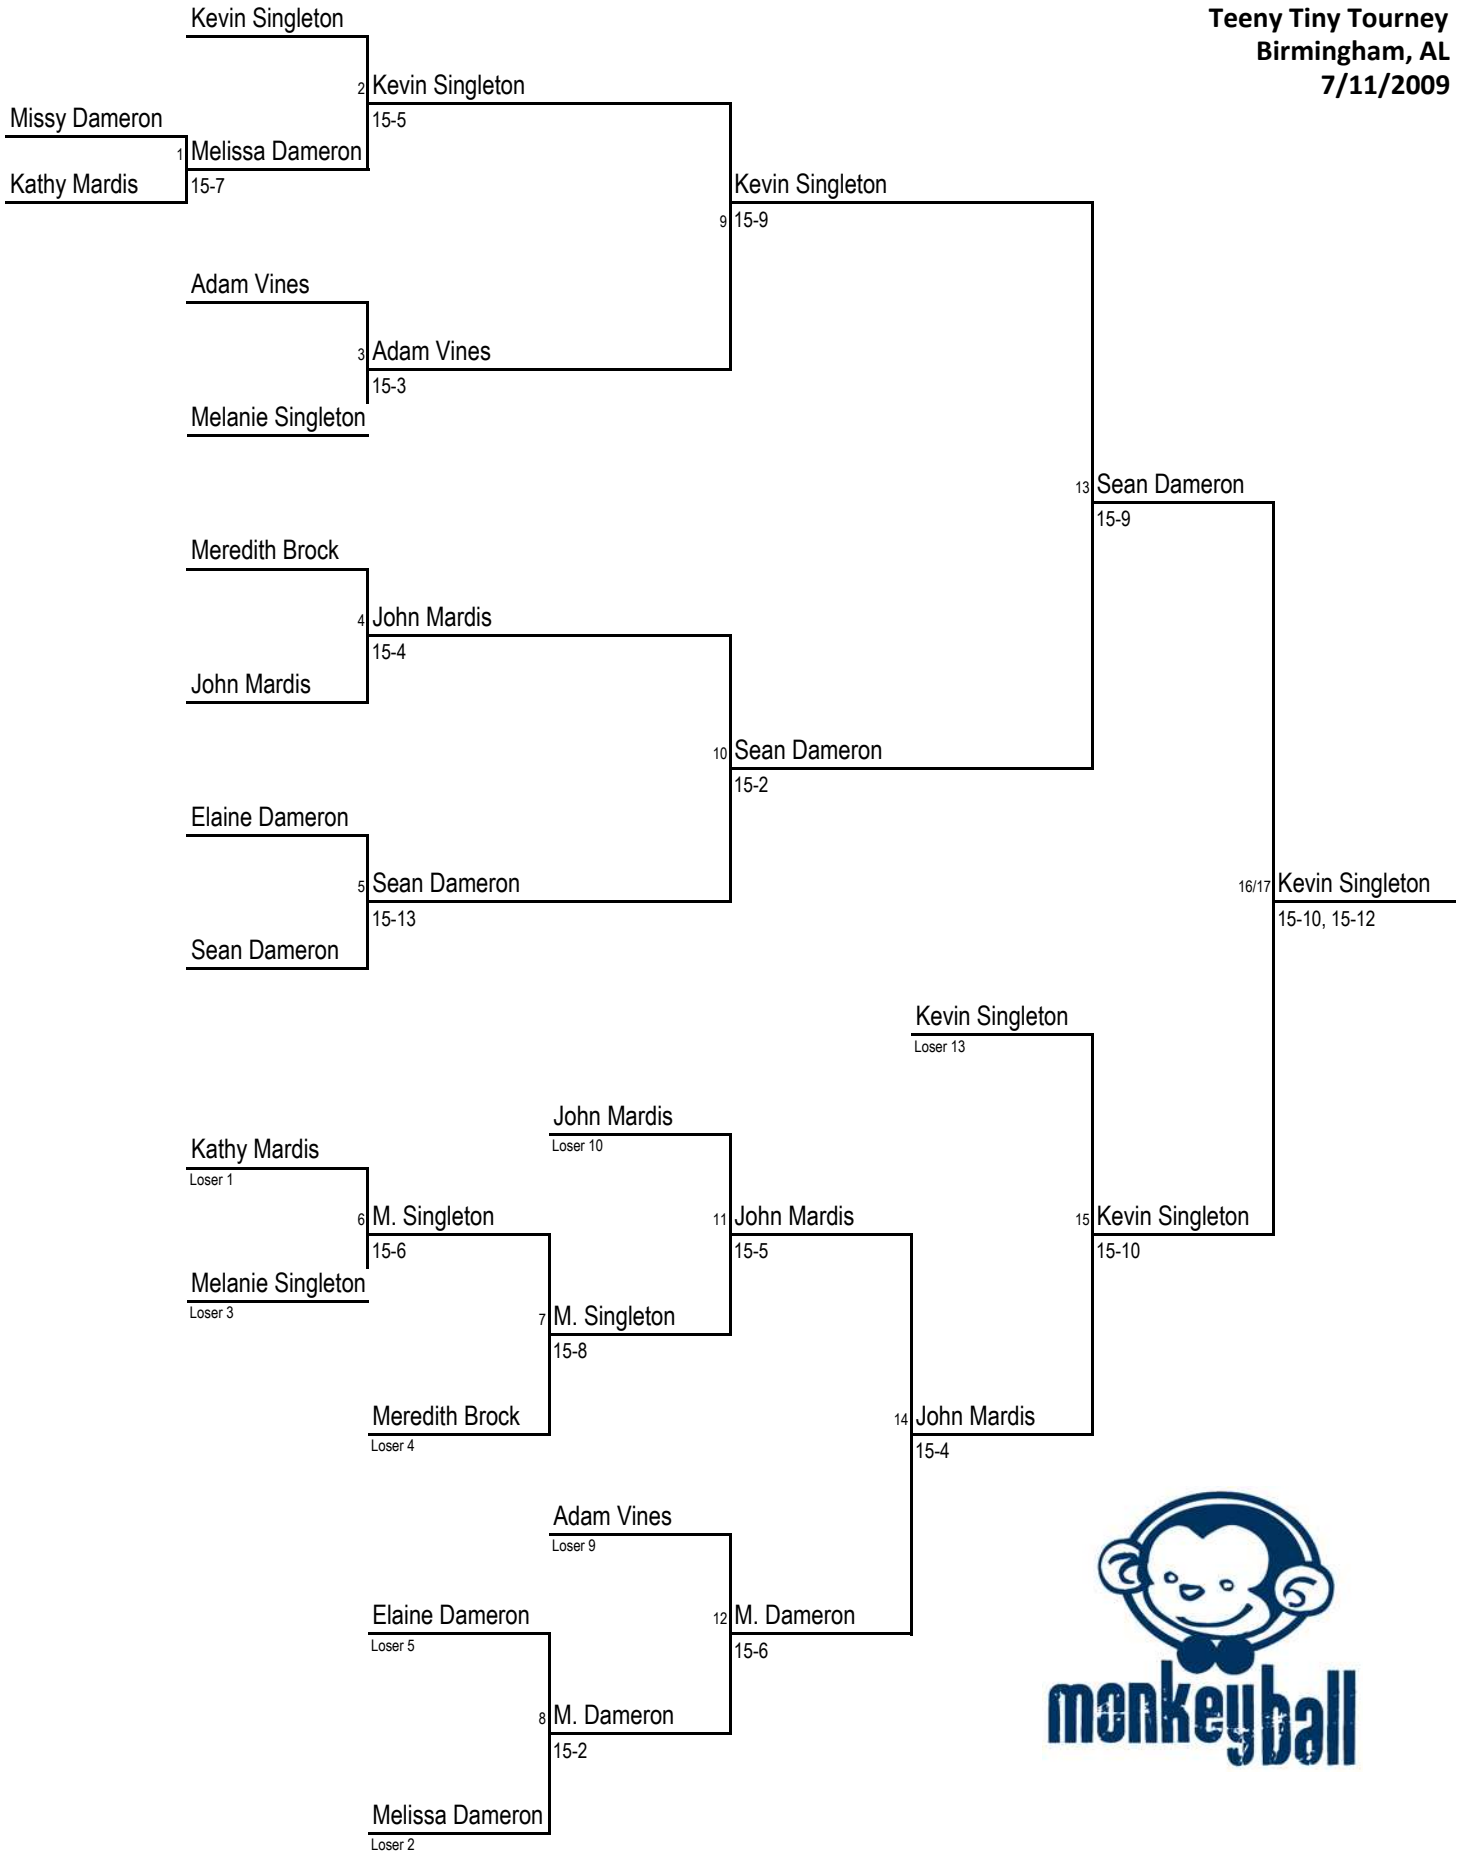 Teeny Tiny Tourney
Birmingham, AL
7/11/2009
Kevin Singleton
2 Kevin Singleton
15-5
Missy Dameron
1 Melissa Dameron
Kathy Mardis
15-7
Kevin Singleton
9 15-9
Adam Vines
3 Adam Vines
15-3
Melanie Singleton
13 Sean Dameron
15-9
Meredith Brock
4 John Mardis
15-4
John Mardis
10 Sean Dameron
15-2
Elaine Dameron
5 Sean Dameron
15-13
Sean Dameron
16/17 Kevin Singleton
15-10, 15-12
Kevin Singleton
Loser 13
John Mardis
Loser 10
Kathy Mardis
Loser 1
6 M. Singleton
15-6
11 John Mardis
15-5
15 Kevin Singleton
15-10
Melanie Singleton
Loser 3
7 M. Singleton
15-8
Meredith Brock
Loser 4
14 John Mardis
15-4
Adam Vines
Loser 9
Elaine Dameron
Loser 5
12 M. Dameron
15-6
8 M. Dameron
15-2
Melissa Dameron
Loser 2
monkeyball